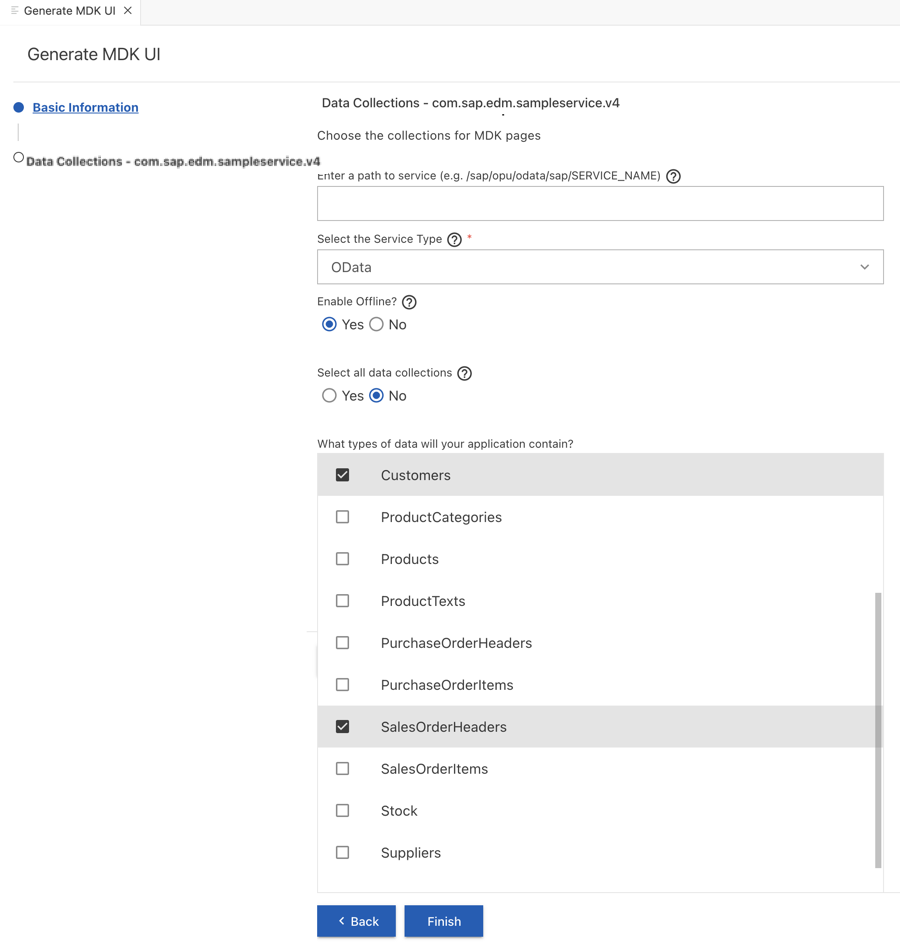 Generate MDK UI
Generate MDK UI
Basic Information
Data Collections - com.sap.edm.sampleservice.v4
Data Collections - com.sap.edm.sampleservice.v4
Choose the collections for MDK pages
Enter a path to service (e.g. /sap/opu/odata/sap/SERVICE_NAME)
Select the Service Type *
OData
Enable Offline?
Yes No
Select all data collections
Yes No
What types of data will your application contain?
Customers
ProductCategories
Products
ProductTexts
PurchaseOrderHeaders
PurchaseOrderItems
SalesOrderHeaders
SalesOrderItems
Stock
Suppliers
Back Finish